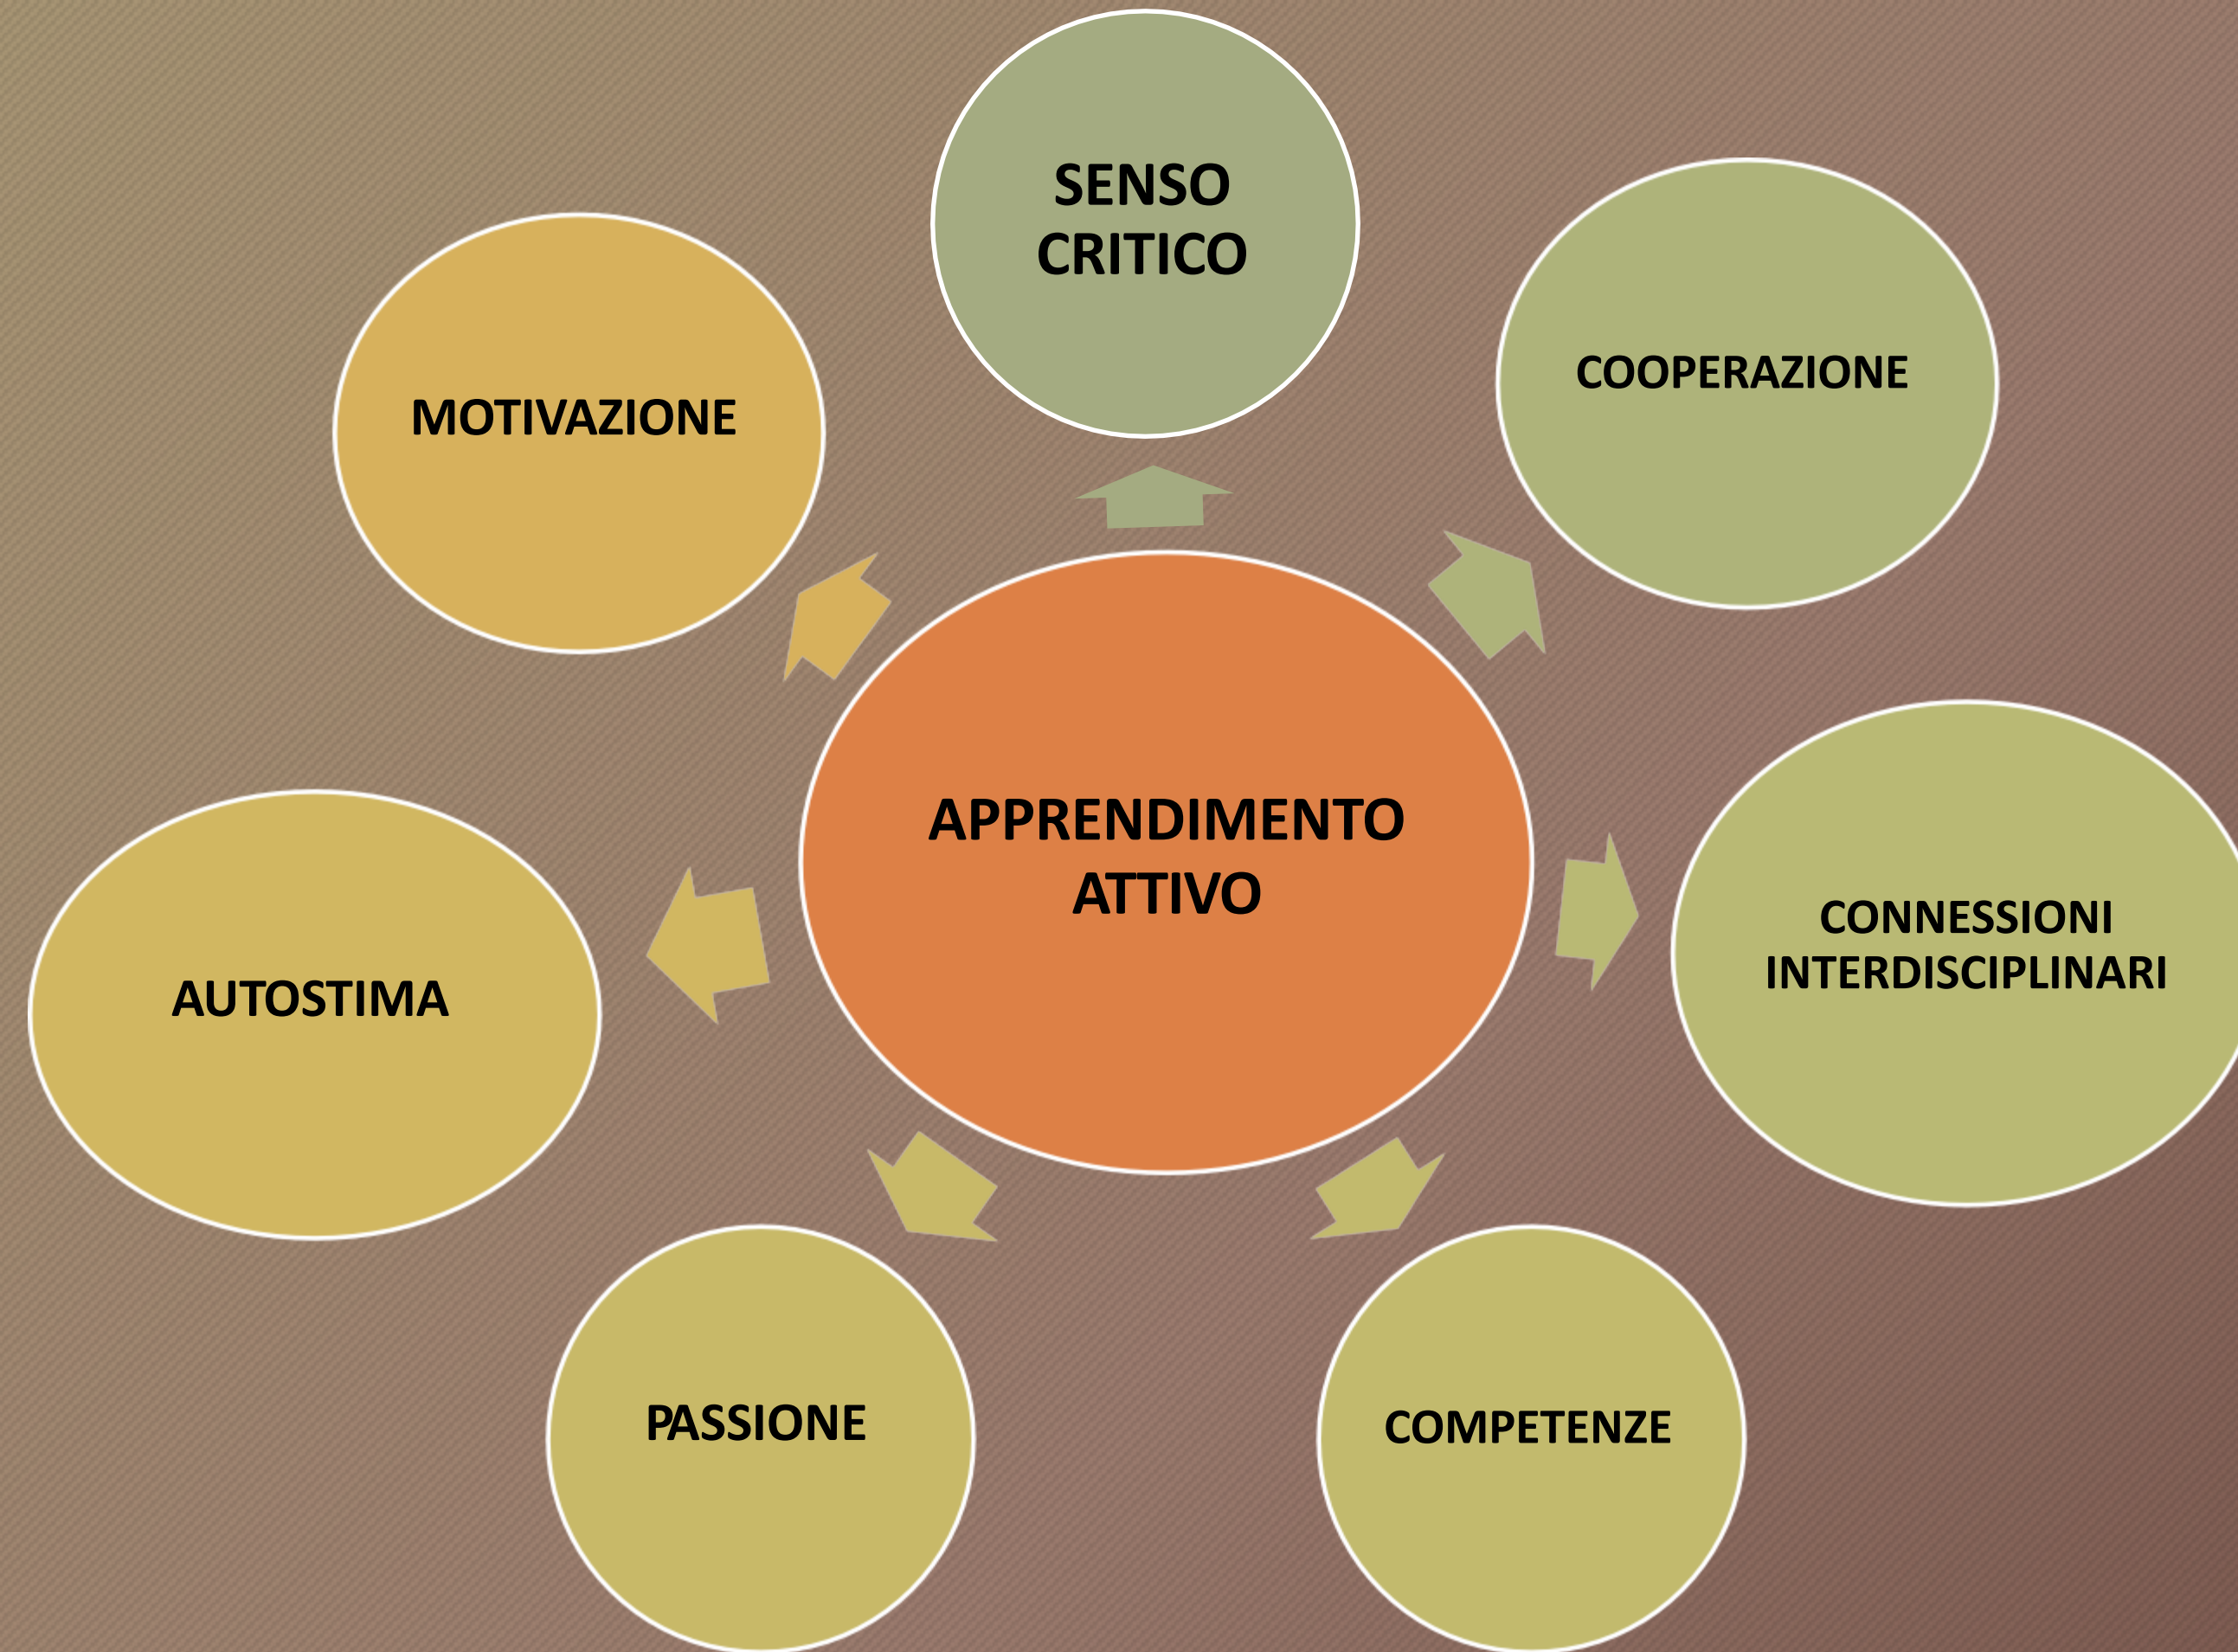 SENSO
CRITICO
COOPERAZIONE
MOTIVAZIONE
APPRENDIMENTO
ATTIVO
CONNESSIONI
INTERDISCIPLINARI
AUTOSTIMA
PASSIONE
COMPETENZE